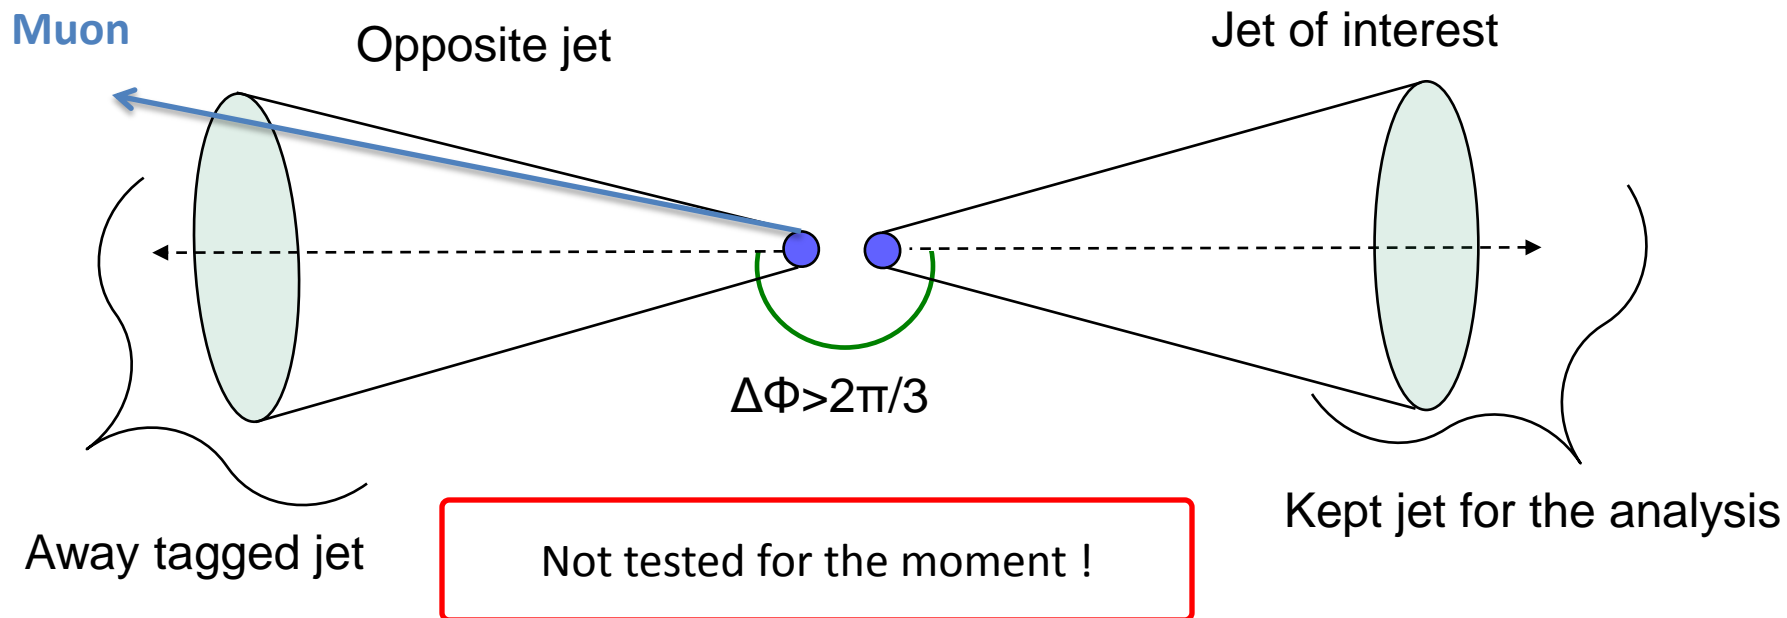 Muon
Opposite jet
Jet of interest
ΔΦ>2π/3
Away tagged jet
Kept jet for the analysis
Not tested for the moment !